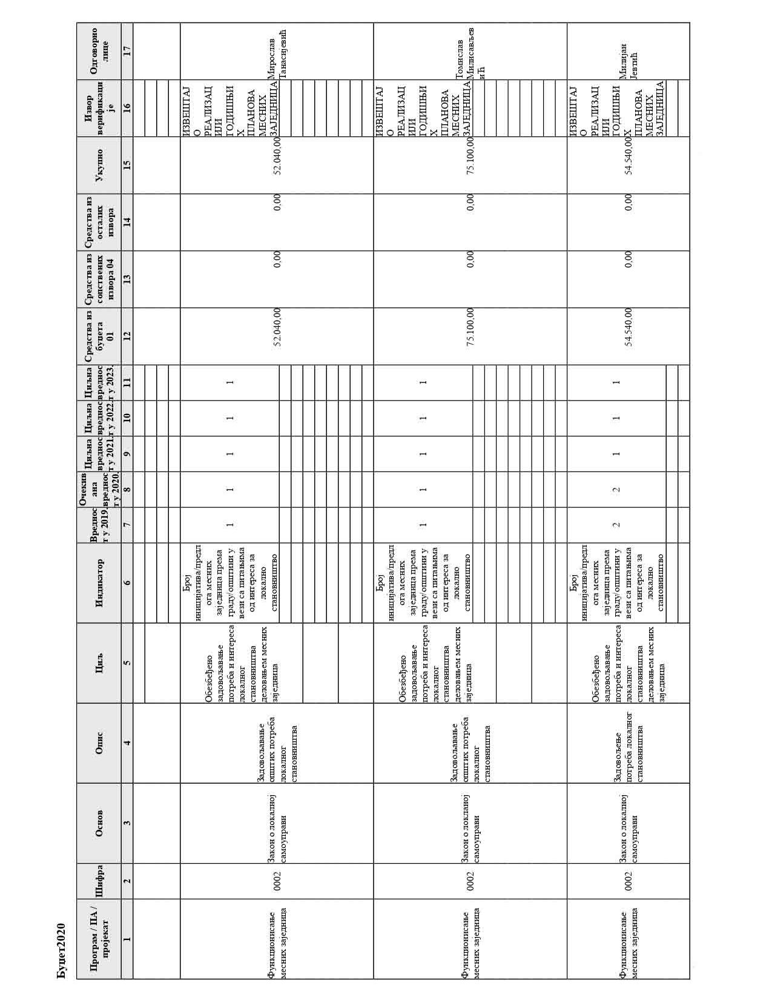 Буџет2020
Програм / ПА /
пројекат
Шифра
Основ
Опис
Циљ
Индикатор
Вреднос
т у 2019.
Очекив
ана
вреднос
т у 2020.
Циљна
вреднос
т у 2021.
Циљна
вреднос
т у 2022.
Циљна
вреднос
т у 2023.
Средства из
буџета
01
Средства из
сопствених
извора 04
Средства из
осталих
извора
Укупно
Извор
верификаци
је
Одговорно
лице
1
2
3
4
5
6
7
8
9
10
11
12
13
14
15
16
17
Функционисање
месних заједница
0002
Закон о локалној
самоуправи
Задовољавање
општих потреба
локалног
становништва
Обезбеђено
задовољавање
потреба и интереса
локалног
становништва
деловањем месних
заједница
Број
иницијатива/предл
ога месних
заједница према
граду/општини у
вези са питањима
од интереса за
локално
становништво
1
1
1
1
1
52.040,00
0,00
0,00
52.040,00
ИЗВЕШТАЈ
О
РЕАЛИЗАЦ
ИЈИ
ГОДИШЊИ
Х
ПЛАНОВА
МЕСНИХ
ЗАЈЕДНИЦА
Мирослав
Танасијевић
Функционисање
месних заједница
0002
Закон о локланој
самоуправи
Задовољавање
општих потреба
локалног
становништва
Обезбеђено
задовољавање
потреба и интереса
локалног
становништва
деловањем месних
заједница
Број
иницијатива/предл
ога месних
заједница према
граду/општини у
вези са питањима
од интереса за
локално
становништво
1
1
1
1
1
75.100,00
0,00
0,00
75.100,00
ИЗВЕШТАЈ
О
РЕАЛИЗАЦ
ИЈИ
ГОДИШЊИ
Х
ПЛАНОВА
МЕСНИХ
ЗАЈЕДНИЦА
Томислав
Милисављев
ић
Функционисање
месних заједница
0002
Закон о локалној
самоуправи
Задовољење
потреба локалног
становништва
Обезбеђено
задовољавање
потреба и интереса
локалног
становништва
деловањем месних
заједница
Број
иницијатива/предл
ога месних
заједница према
граду/општини у
вези са питањима
од интереса за
локално
становништво
2
2
1
1
1
54.540,00
0,00
0,00
54.540,00
ИЗВЕШТАЈ
О
РЕАЛИЗАЦ
ИЈИ
ГОДИШЊИ
Х
ПЛАНОВА
МЕСНИХ
ЗАЈЕДНИЦА
Милијан
Јевтић